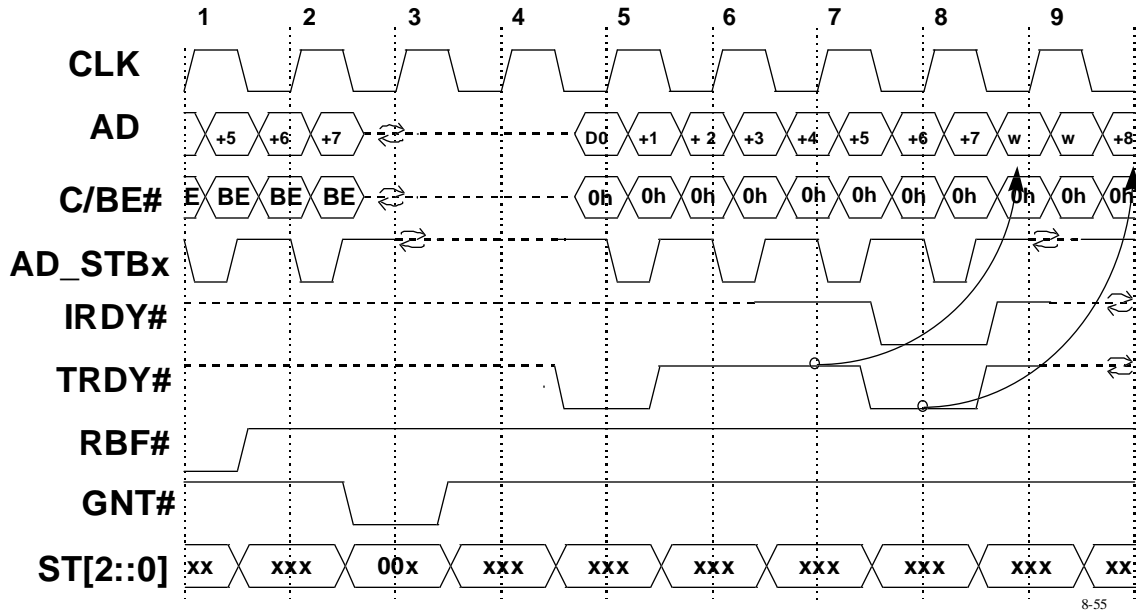 1 2 3 4 5 6 7 8 9
CLK
AD +5 +6 +7 D0 +1 + 2 +3 +4 +5 +6 +7 w w +8
C/BE# E BE BE BE 0h 0h 0h 0h 0h 0h 0h 0h 0h 0h 0h
AD_STBx
IRDY#
TRDY#
RBF#
GNT#
ST[2::0] xx xxx 00x xxx xxx xxx xxx xxx xxx xx
8-55